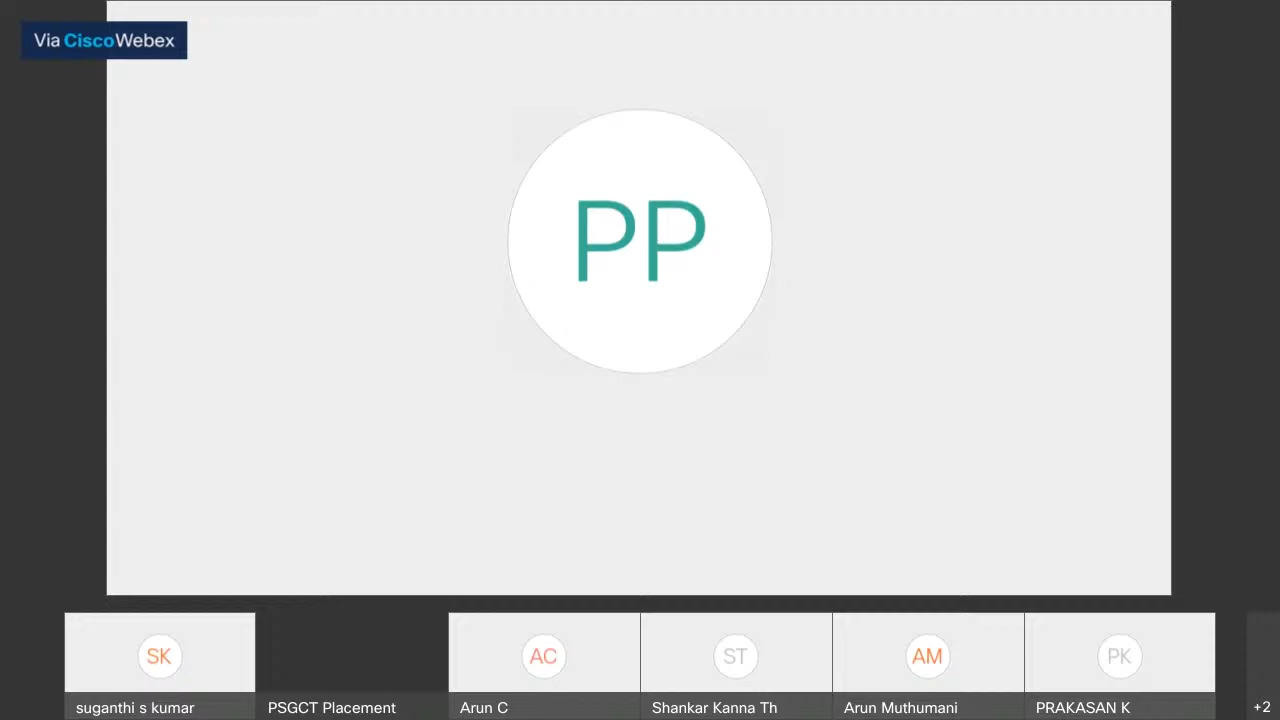 Via CiscoWebex
PP
SK
AC
ST
AM
PK
suganthi s kumar
PSGCT Placement
Arun C
Shankar Kanna Th
Arun Muthumani
PRAKASAN K
+2